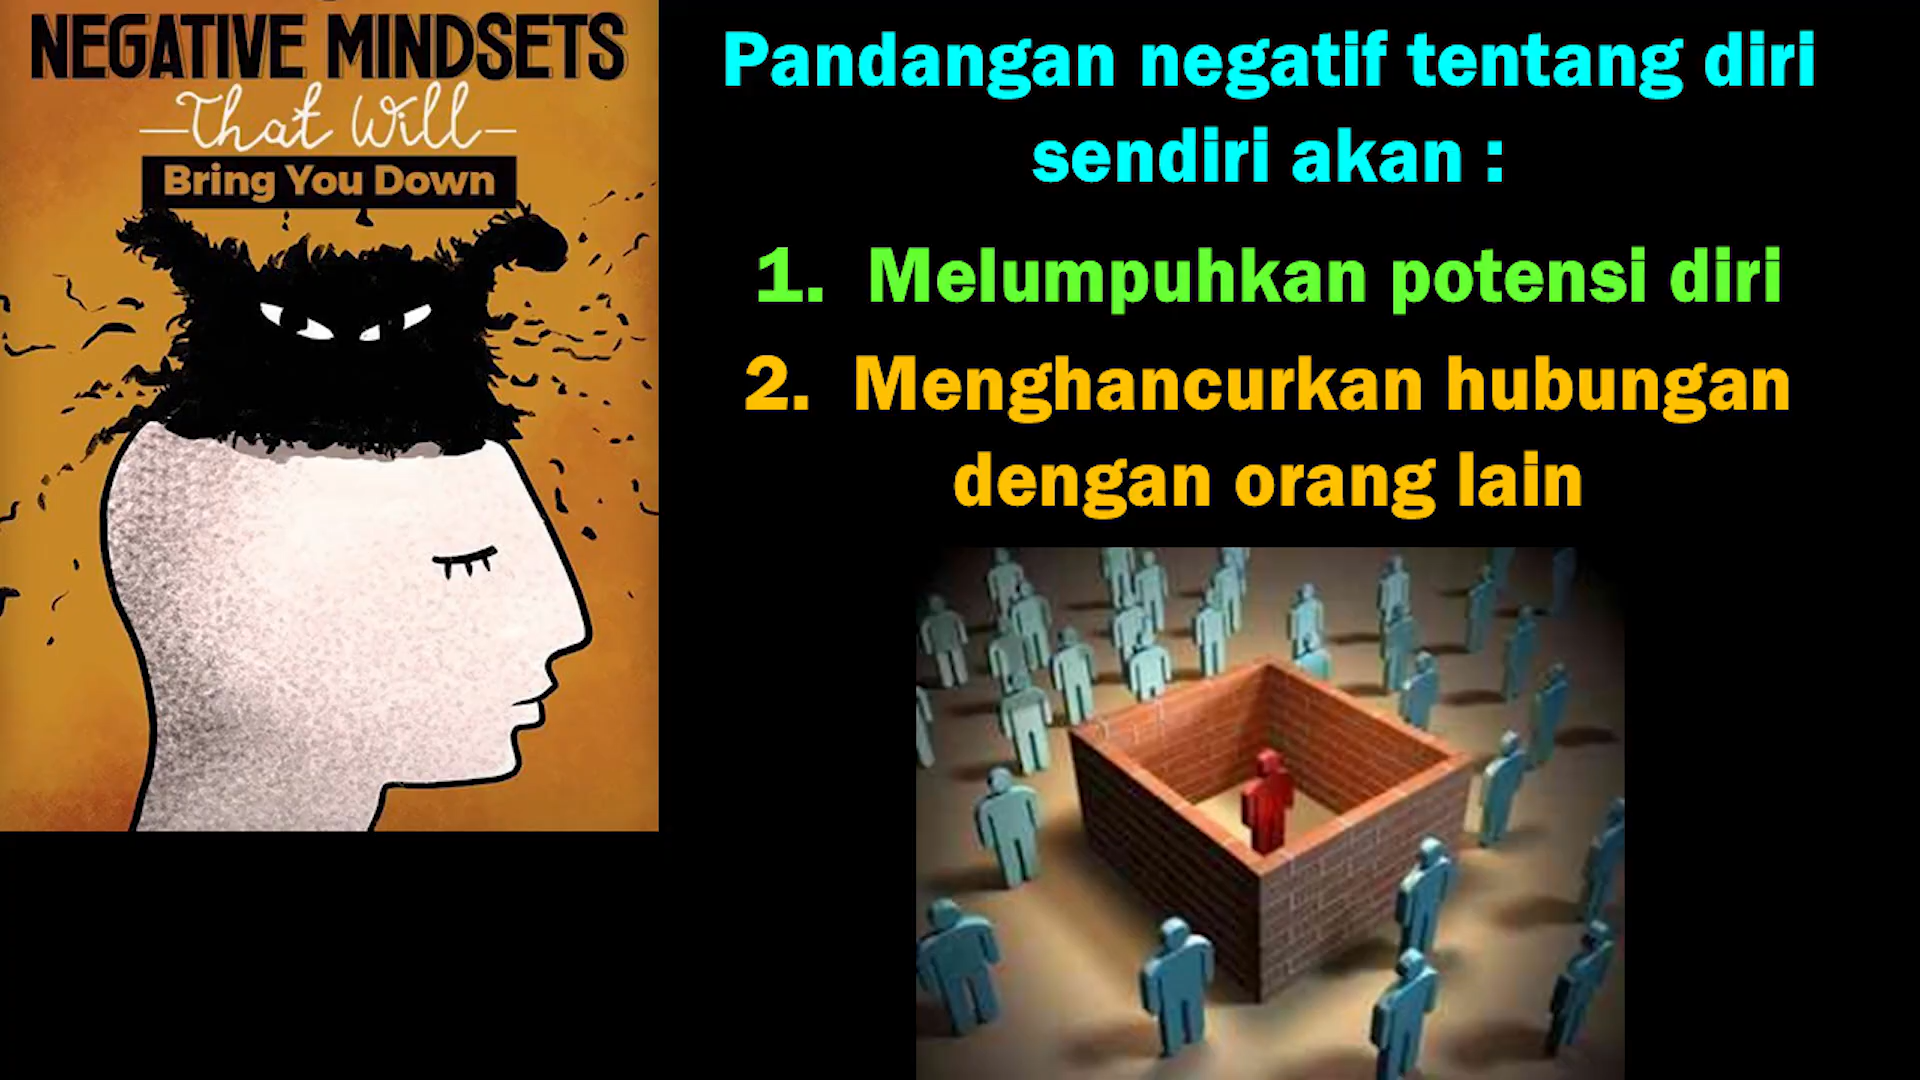 NEGATIVE MINDSETS
That Will
Bring You Down
Pandangan negatif tentang diri
sendiri akan :
1. Melumpuhkan potensi diri
2. Menghancurkan hubungan
dengan orang lain